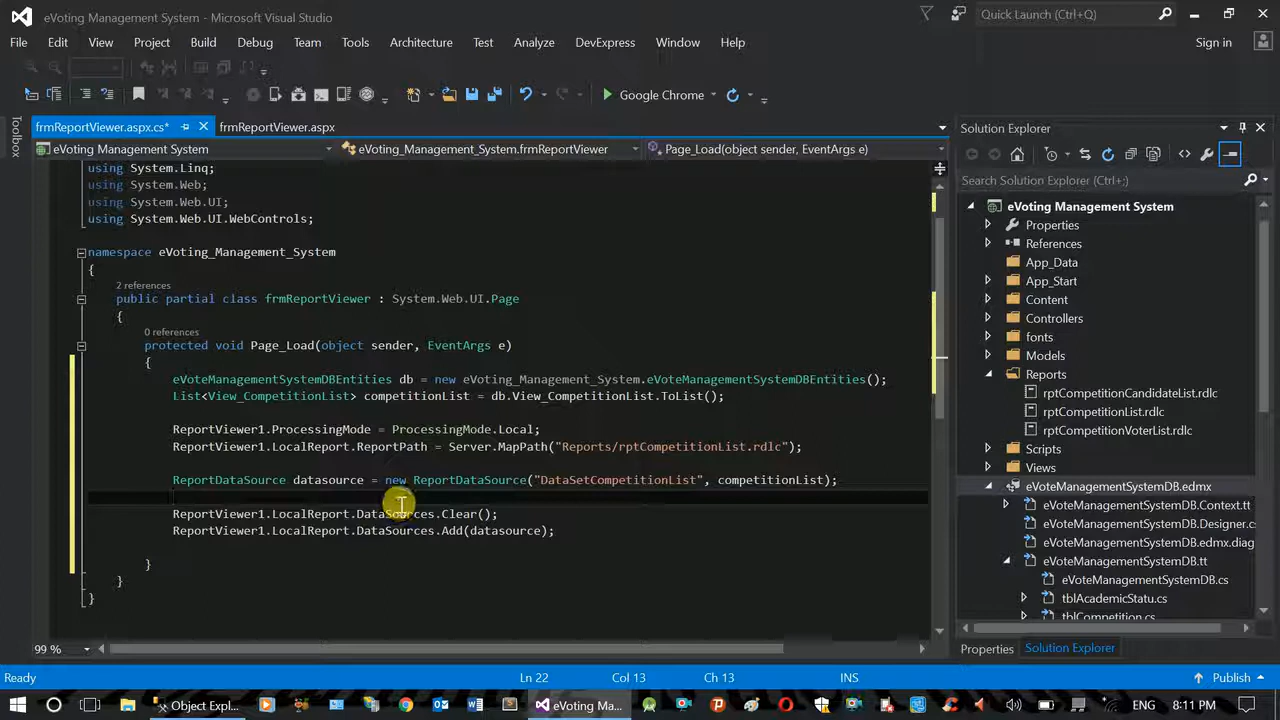 eVoting Management System - Microsoft Visual Studio
Quick Launch (Ctrl+Q)
File Edit View Project Build Debug Team Tools Architecture Test Analyze DevExpress Window Help
Sign in
Google Chrome
Toolbox
frmReportViewer.aspx.cs*
frmReportViewer.aspx
eVoting Management System
eVoting_Management_System.frmReportViewer
Page_Load(object sender, EventArgs e)
using System.Linq;
using System.Web;
using System.Web.UI;
using System.Web.UI.WebControls;
namespace eVoting_Management_System
{
2 references
public partial class frmReportViewer : System.Web.UI.Page
{
0 references
protected void Page_Load(object sender, EventArgs e)
{
eVoteManagementSystemDBEntities db = new eVoting_Management_System.eVoteManagementSystemDBEntities();
List<View_CompetitionList> competitionList = db.View_CompetitionList.ToList();
ReportViewer1.ProcessingMode = ProcessingMode.Local;
ReportViewer1.LocalReport.ReportPath = Server.MapPath("Reports/rptCompetitionList.rdlc");
ReportDataSource datasource = new ReportDataSource("DataSetCompetitionList", competitionList);
ReportViewer1.LocalReport.DataSources.Clear();
ReportViewer1.LocalReport.DataSources.Add(datasource);
}
}
}
99 %
Solution Explorer
Search Solution Explorer (Ctrl+;)
eVoting Management System
Properties
References
App_Data
App_Start
Content
Controllers
fonts
Models
Reports
rptCompetitionCandidateList.rdlc
rptCompetitionList.rdlc
rptCompetitionVoterList.rdlc
Scripts
Views
eVoteManagementSystemDB.edmx
eVoteManagementSystemDB.Context.tt
eVoteManagementSystemDB.Designer.cs
eVoteManagementSystemDB.edmx.diag
eVoteManagementSystemDB.tt
eVoteManagementSystemDB.cs
tblAcademicStatu.cs
tblCompetition.cs
Properties
Solution Explorer
Ready
Ln 22
Col 13
Ch 13
INS
Publish
Object Expl...
eVoting Ma...
ENG
8:11 PM